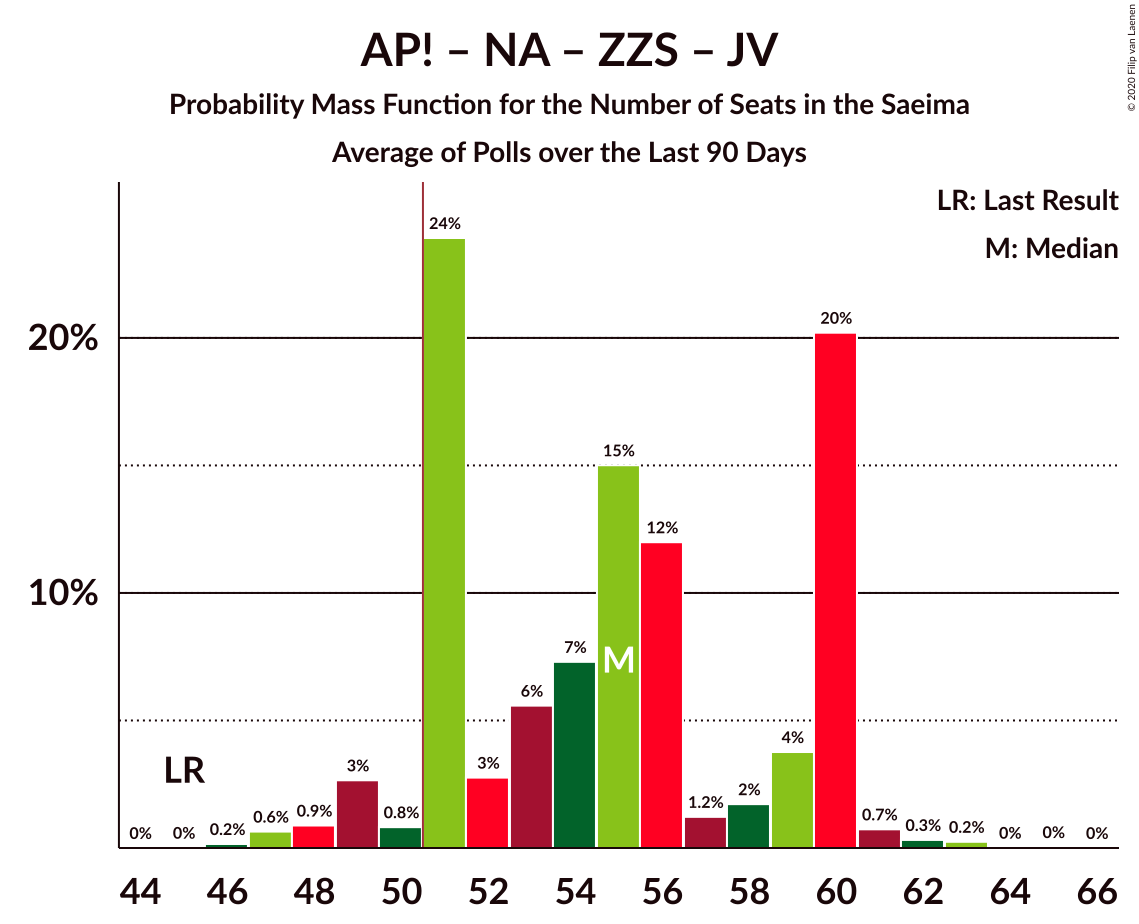 AP! – NA – ZZS – JV
Probability Mass Function for the Number of Seats in the Saeima
Average of Polls over the Last 90 Days
© 2020 Filip van Laenen
LR: Last Result
M: Median
20%
10%
0%
0%
0.2%
0.6%
0.9%
3%
0.8%
24%
3%
6%
7%
15%
12%
1.2%
2%
4%
20%
0.7%
0.3%
0.2%
0%
0%
0%
LR
M
44 46 48 50 52 54 56 58 60 62 64 66